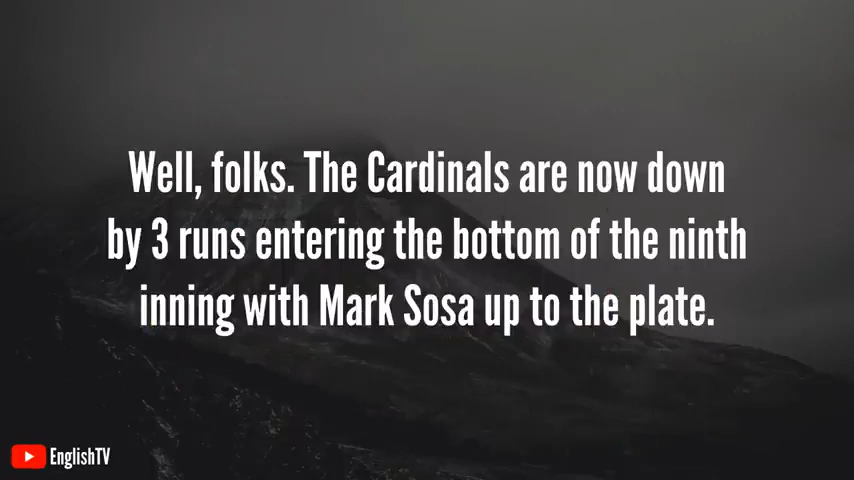 Well, folks. The Cardinals are now down
by 3 runs entering the bottom of the ninth
inning with Mark Sosa up to the plate.
EnglishTV